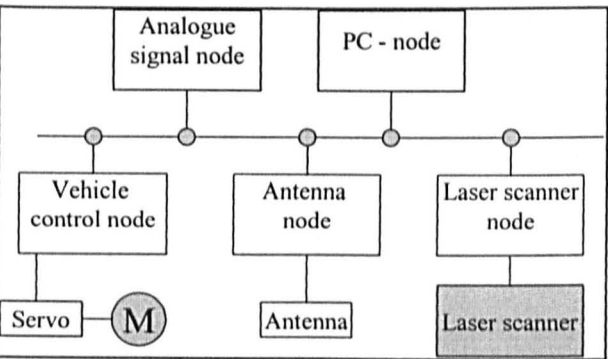 Analogue
signal node
PC - node
Vehicle
control node
Antenna
node
Laser scanner
node
Servo
M
Antenna
Laser scanner